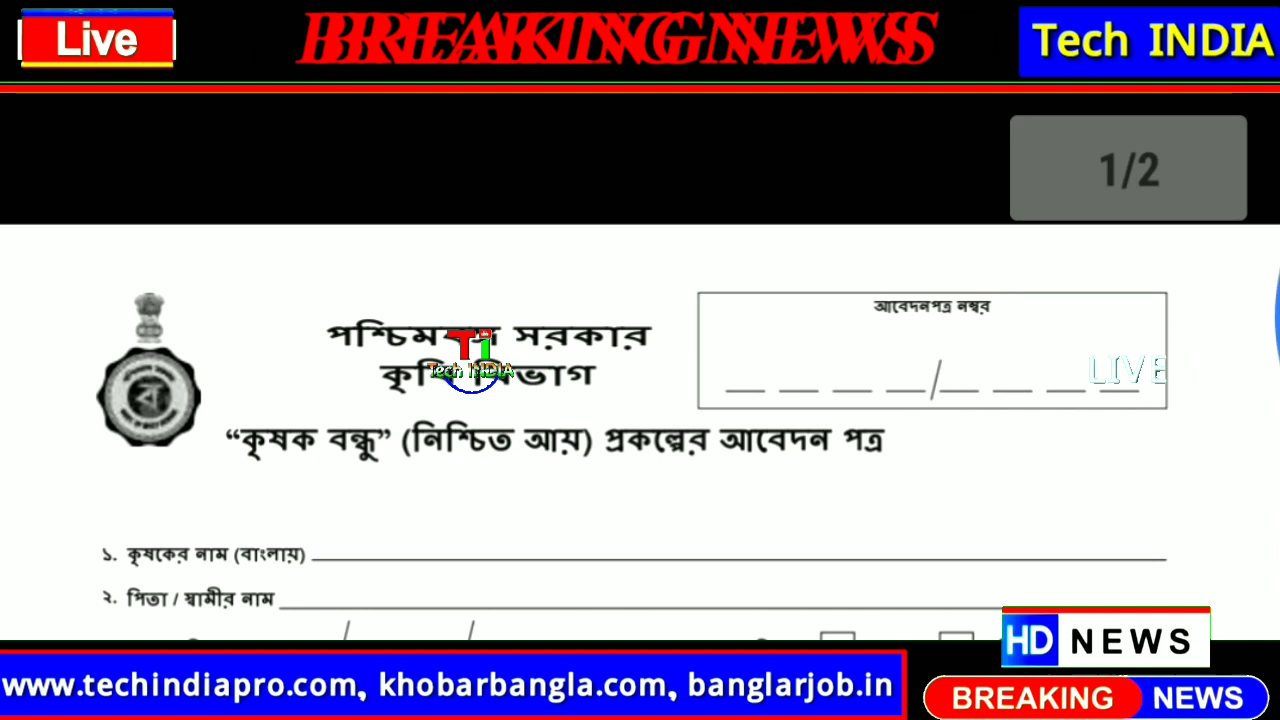 Live
BREAKING NEWS
Tech INDIA
1/2
আবেদনপত্র নম্বর
পশ্চিমবঙ্গ সরকার
কৃষি বিভাগ
TI
Tech INDIA
LIVE
“কৃষক বন্ধু” (নিশ্চিত আয়) প্রকল্পের আবেদন পত্র
১. কৃষকের নাম (বাংলায়)
২. পিতা / স্বামীর নাম
HD NEWS
www.techindiapro.com, khobarbangla.com, banglarjob.in
BREAKING NEWS